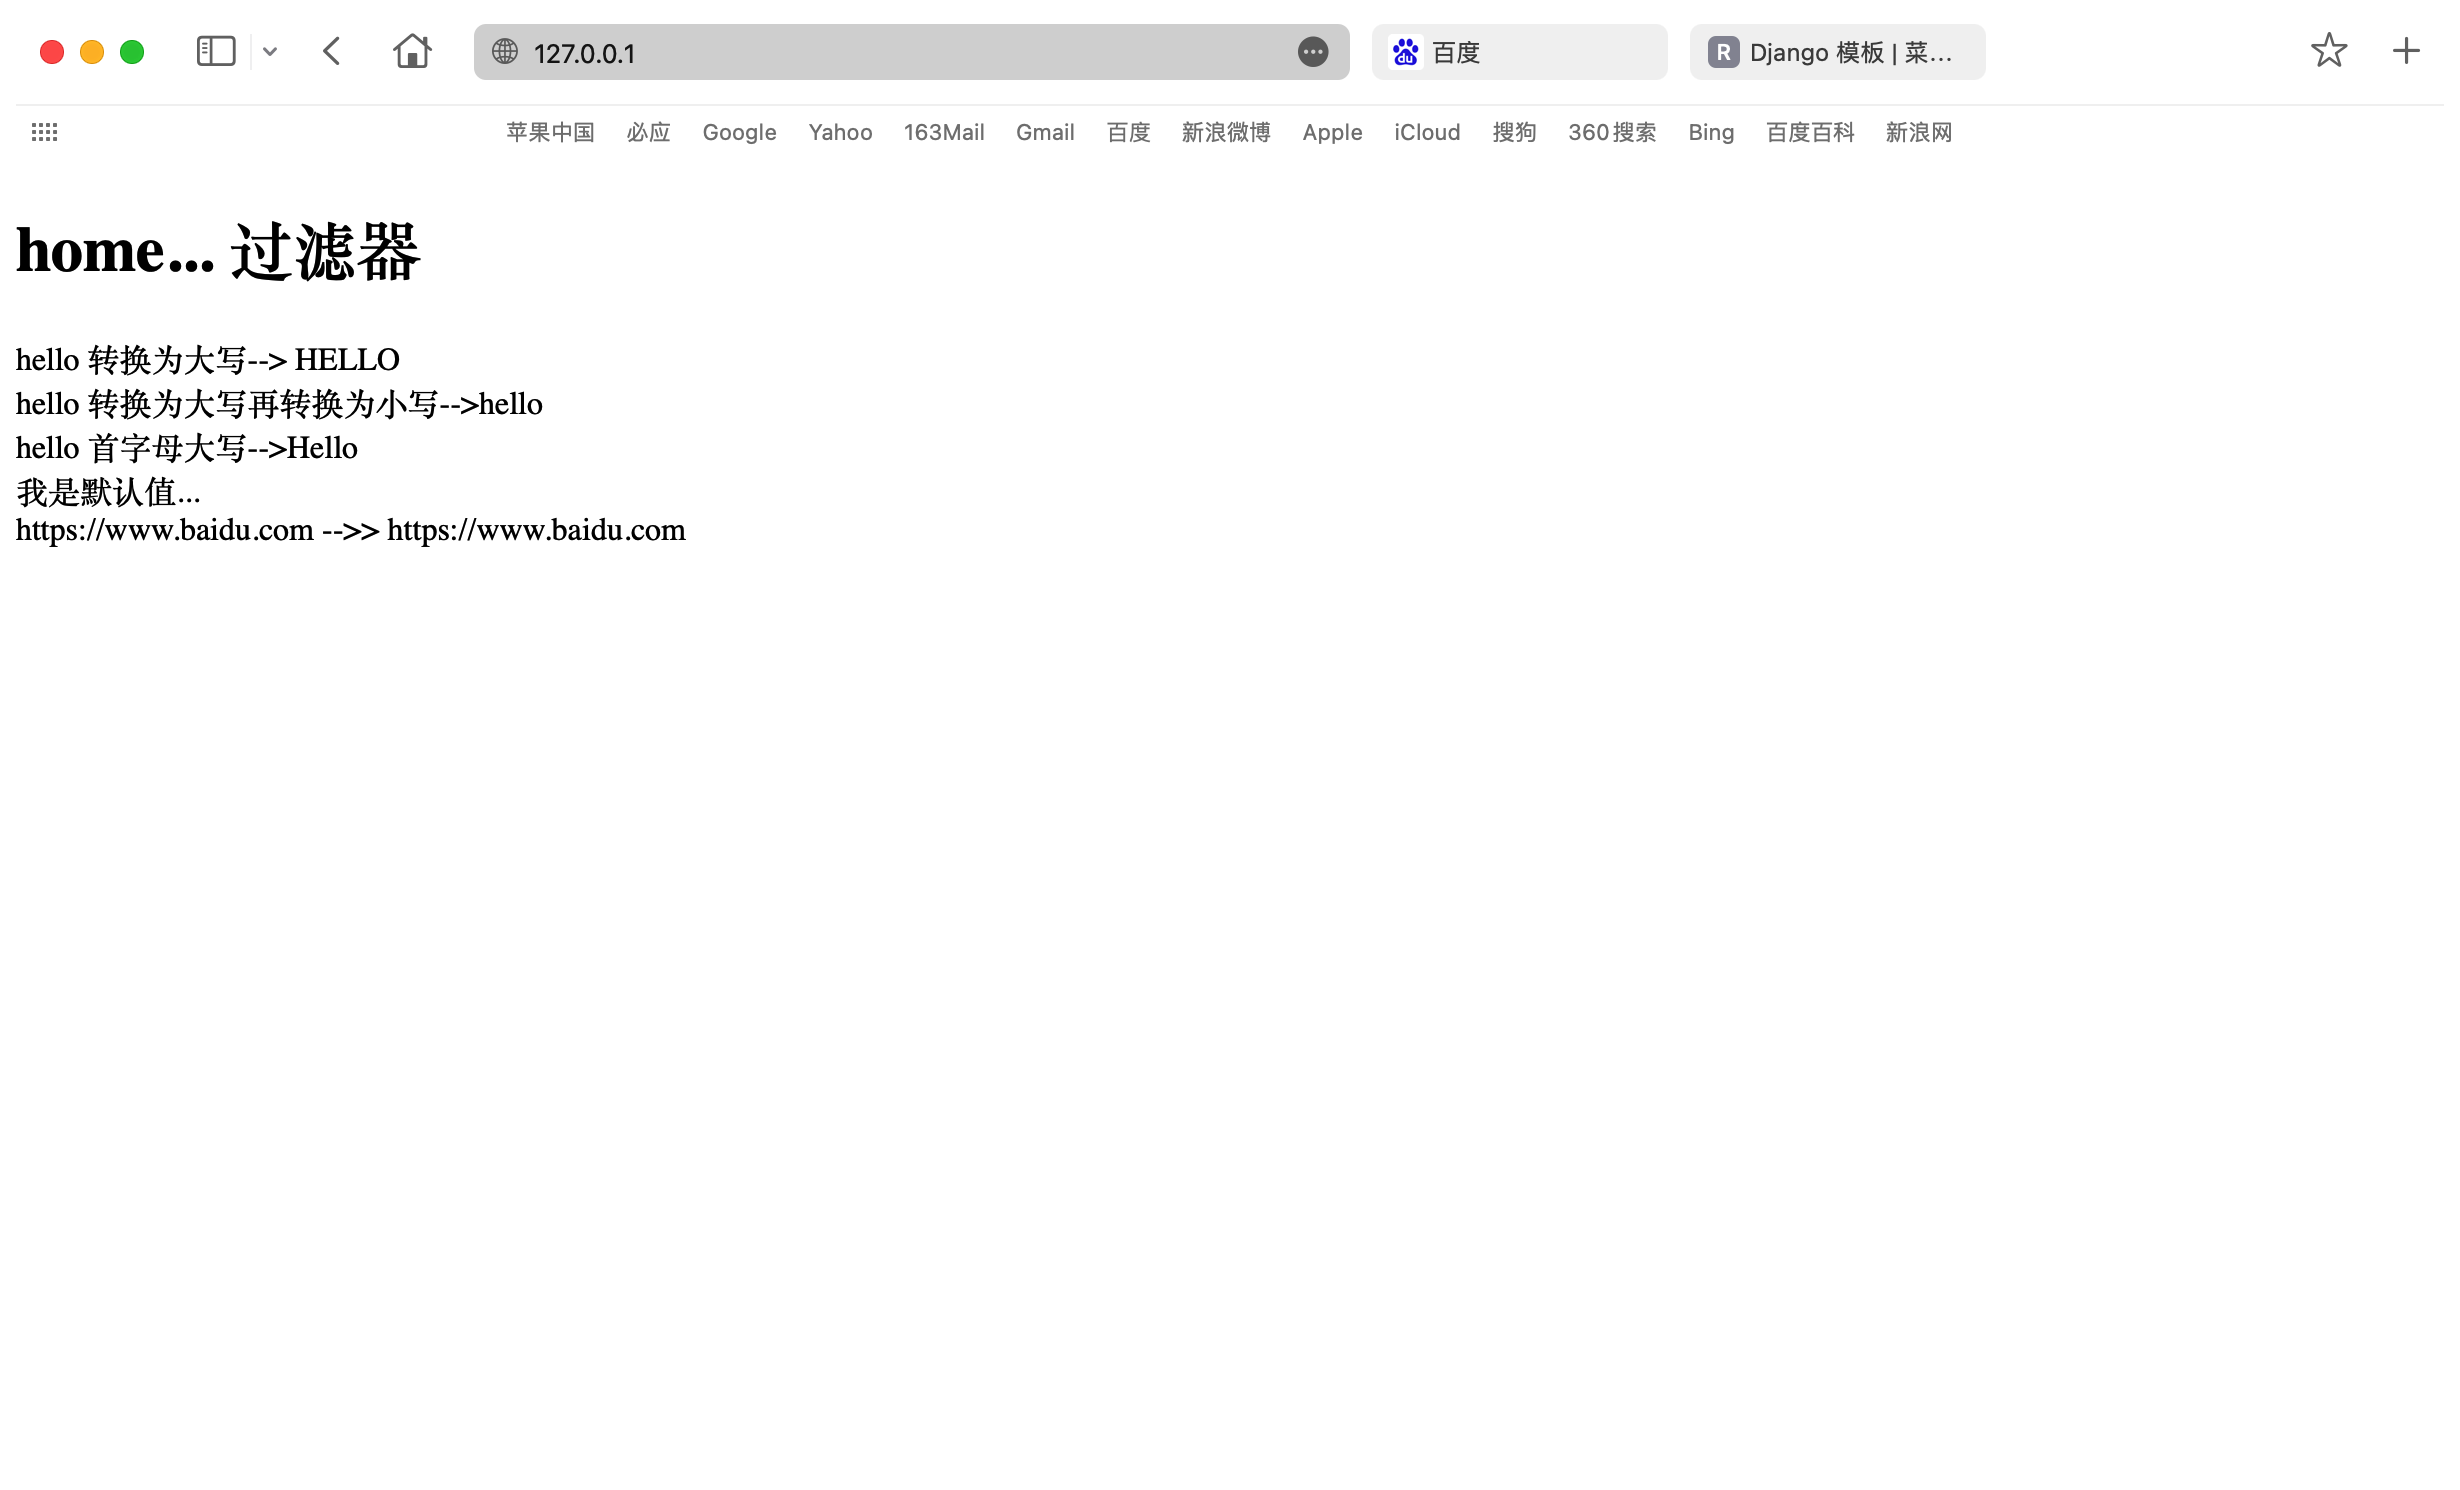 127.0.0.1
百度
R Django 模板 | 菜...
苹果中国 必应 Google Yahoo 163Mail Gmail 百度 新浪微博 Apple iCloud 搜狗 360搜索 Bing 百度百科 新浪网
home... 过滤器
hello 转换为大写--> HELLO
hello 转换为大写再转换为小写-->hello
hello 首字母大写-->Hello
我是默认值...
https://www.baidu.com -->> https://www.baidu.com